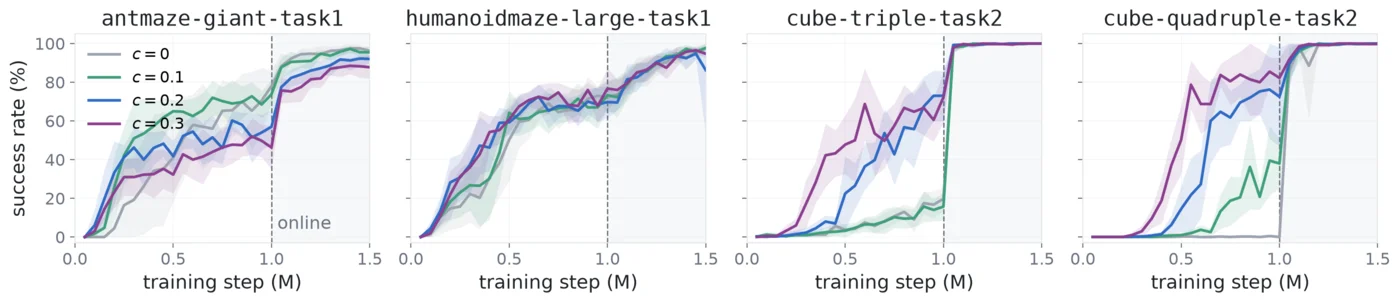 antmaze-giant-task1
humanoidmaze-large-task1
cube-triple-task2
cube-quadruple-task2
success rate (%)
100
80
60
40
20
0
c = 0
c = 0.1
c = 0.2
c = 0.3
online
0.0 0.5 1.0 1.5
0.0 0.5 1.0 1.5
0.0 0.5 1.0 1.5
0.0 0.5 1.0 1.5
training step (M)
training step (M)
training step (M)
training step (M)